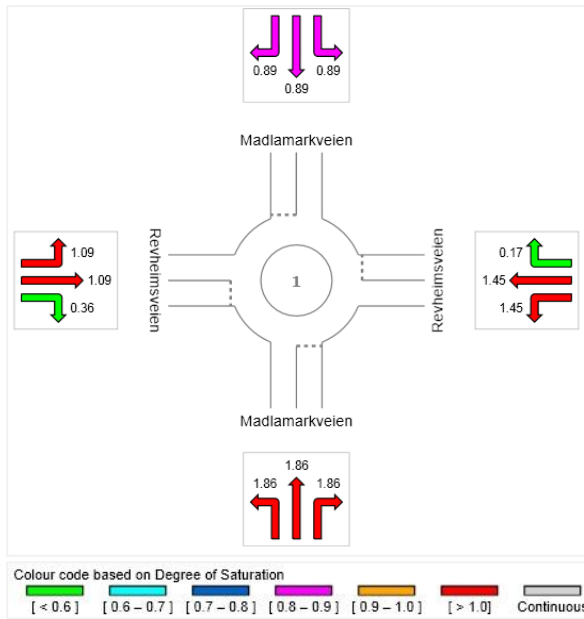 0.89 0.89
0.89
Madlamarkveien
Revheimsveien
Revheimsveien
1.09
1.09
0.36
1
0.17
1.45
1.45
Madlamarkveien
1.86
1.86 1.86
Colour code based on Degree of Saturation
[ < 0.6 ] [ 0.6 – 0.7 ] [ 0.7 – 0.8 ] [ 0.8 – 0.9 ] [ 0.9 – 1.0 ] [ > 1.0 ] Continuous